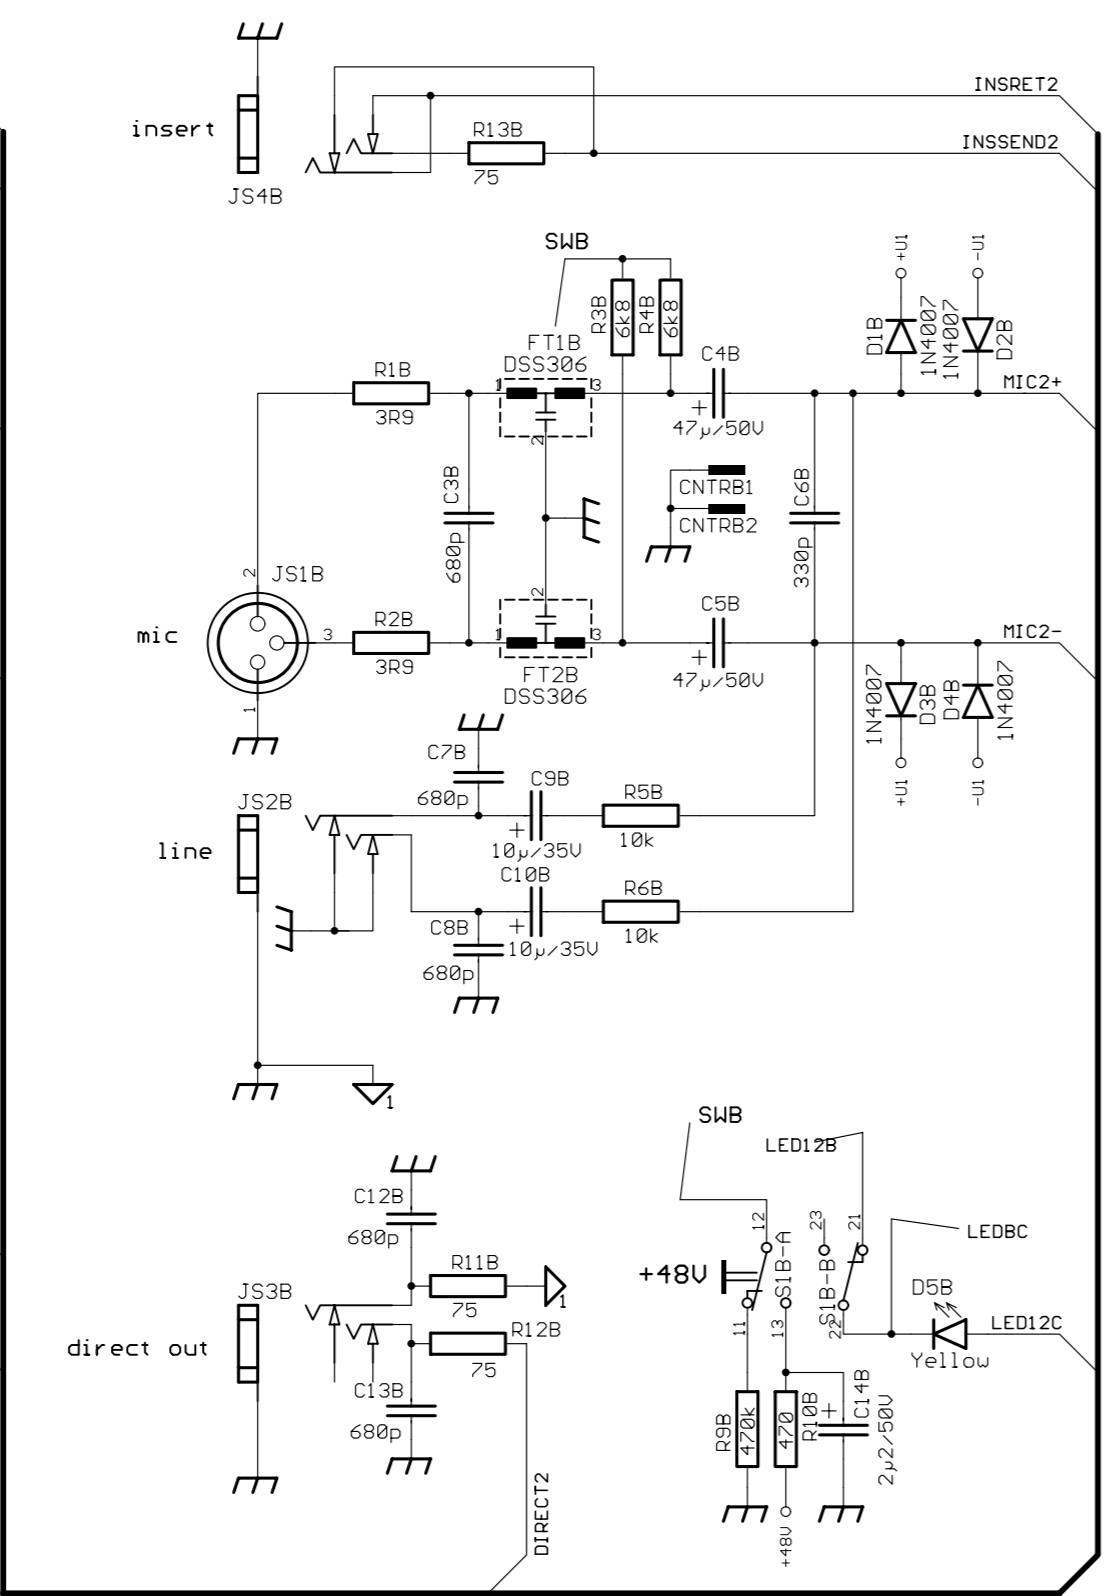 INSRET2
insert
R13B
INSSEND2
75
JS4B
SWB
+U1
-U1
R3B
6k8
R4B
6k8
FT1B
DSS306
D1B
1N4007
1N4007
D2B
R1B
C4B
MIC2+
3R9
1
3
+
47µ/50V
2
C3B
680p
CNTRB1
CNTRB2
C6B
330p
2
JS1B
mic
R2B
2
C5B
MIC2-
3
1
3
3R9
+
47µ/50V
FT2B
DSS306
1N4007
D3B
D4B
1N4007
1
C7B
680p
C9B
R5B
+U1
-U1
JS2B
line
+
10µ/35V
10k
C10B
R6B
C8B
+
10µ/35V
10k
680p
1
SWB
LED12B
C12B
680p
12
23
21
LEDBC
R11B
+48V
S1B-A
S1B-B
D5B
JS3B
75
1
R12B
11
13
22
LED12C
direct out
Yellow
75
C13B
680p
R9B
470k
470
R10B
+
C14B
2µ2/50V
DIRECT2
+48V